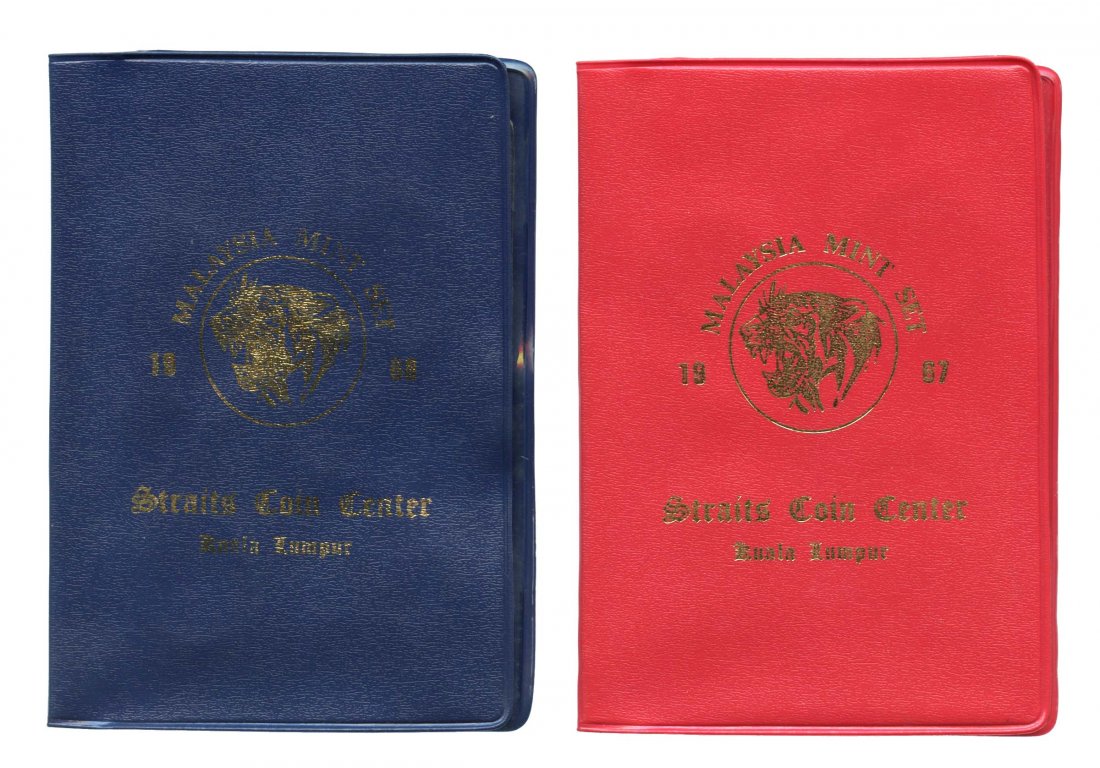 MALAYSIA MINT SET
19
Straits Coin Center
Kuala Lumpur
MALAYSIA MINT SET
19 67
Straits Coin Center
Kuala Lumpur